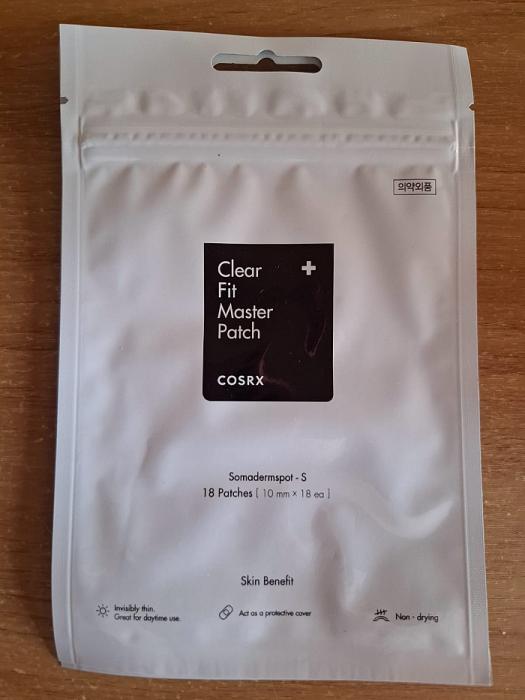 의약외품
Clear
Fit
Master
Patch
COSRX
Somadermspot - S
18 Patches [ 10 mm × 18 ea ]
Skin Benefit
Invisibly thin.
Great for daytime use.
Act as a protective cover
Non - drying